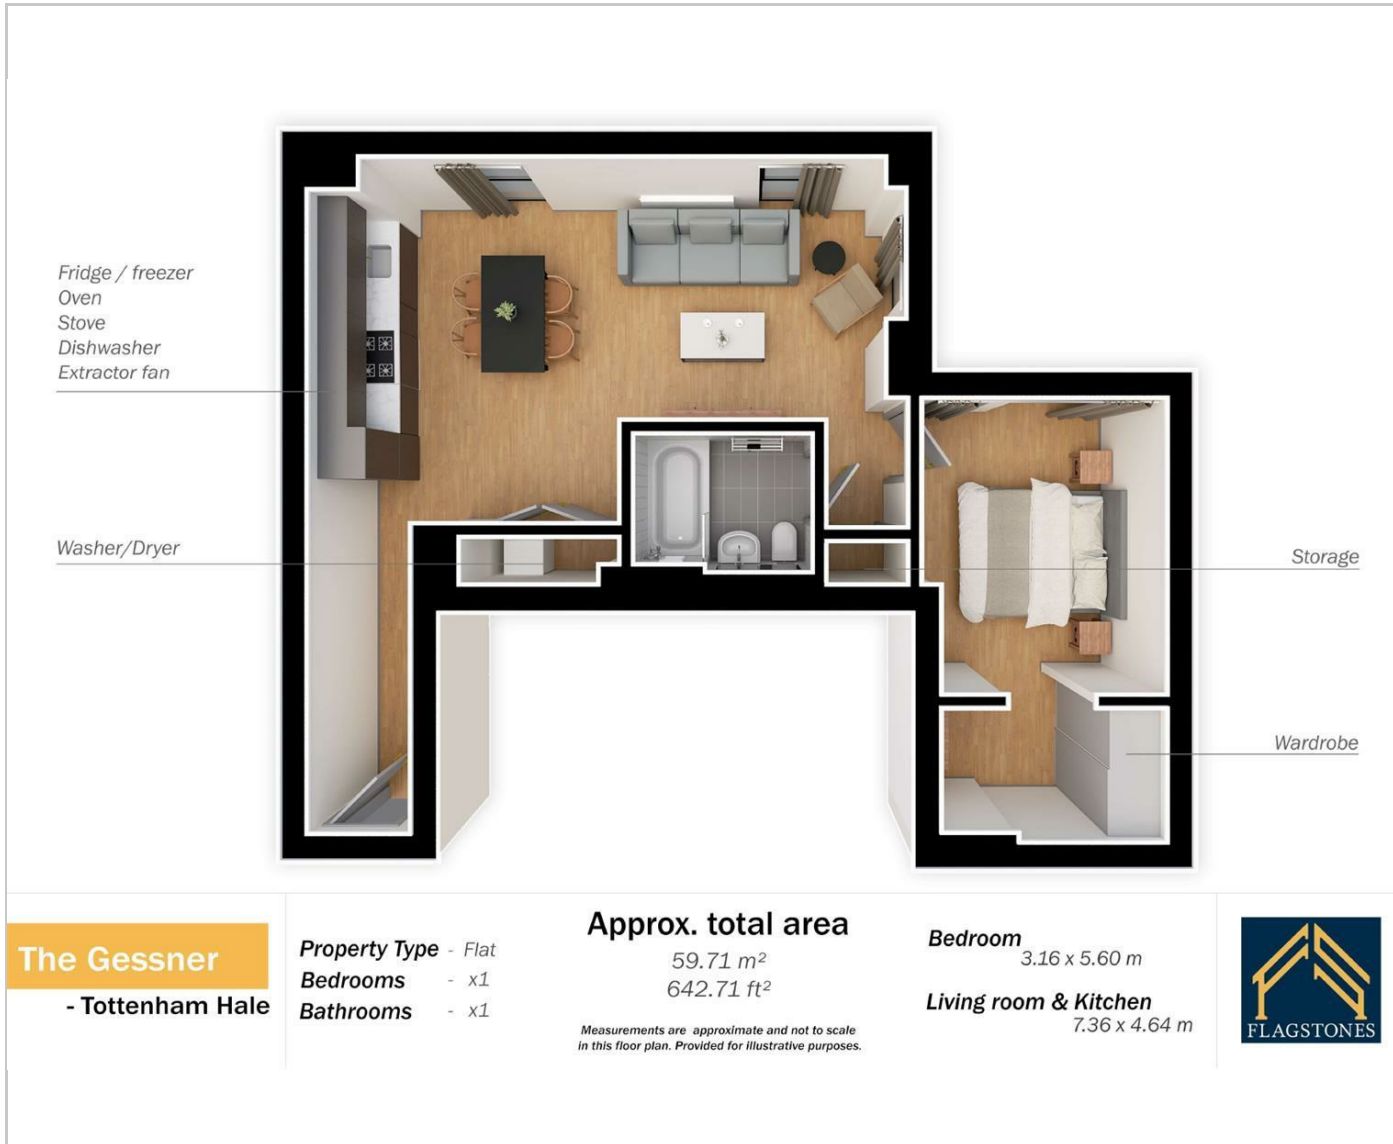 Fridge / freezer
Oven
Stove
Dishwasher
Extractor fan
Washer/Dryer
Storage
Wardrobe
The Gessner
- Tottenham Hale
Property Type - Flat
Bedrooms - x1
Bathrooms - x1
Approx. total area
59.71 m²
642.71 ft²
Measurements are approximate and not to scale
in this floor plan. Provided for illustrative purposes.
Bedroom
3.16 x 5.60 m
Living room & Kitchen
7.36 x 4.64 m
FLAGSTONES